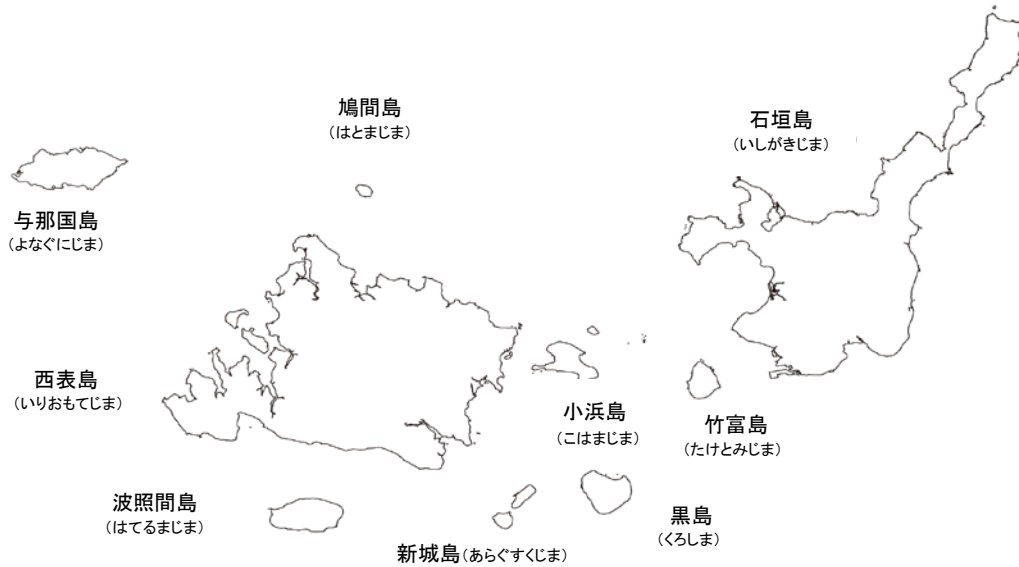 鳩間島
(はとまじま)
石垣島
(いしがきじま)
与那国島
(よなぐにじま)
西表島
(いりおもてじま)
小浜島
(こはまじま)
竹富島
(たけとみじま)
波照間島
(はてるまじま)
黒島
(くろしま)
新城島(あらぐすくじま)